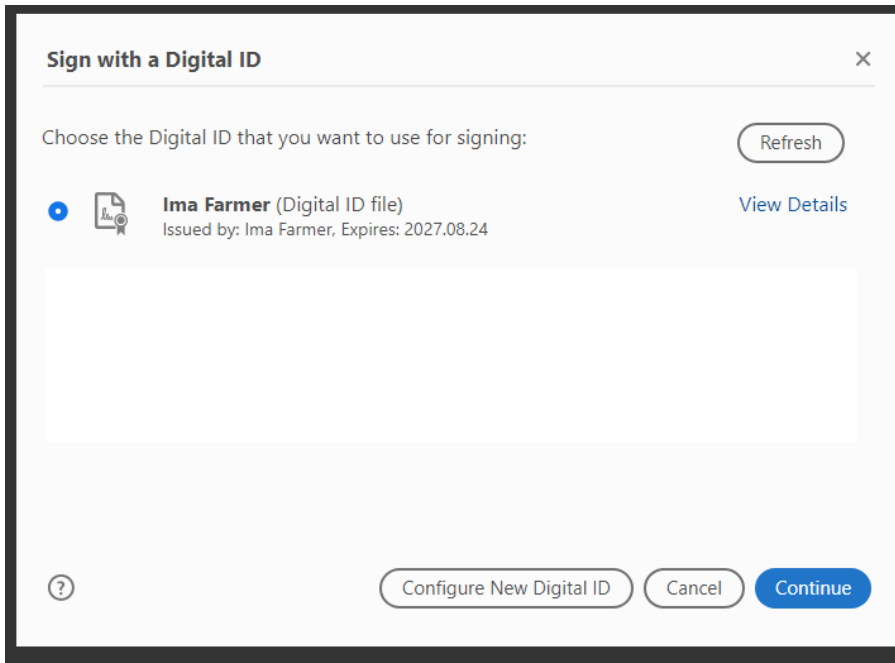 Sign with a Digital ID
Choose the Digital ID that you want to use for signing:
Refresh
Ima Farmer (Digital ID file)
View Details
Issued by: Ima Farmer, Expires: 2027.08.24
?
Configure New Digital ID
Cancel
Continue